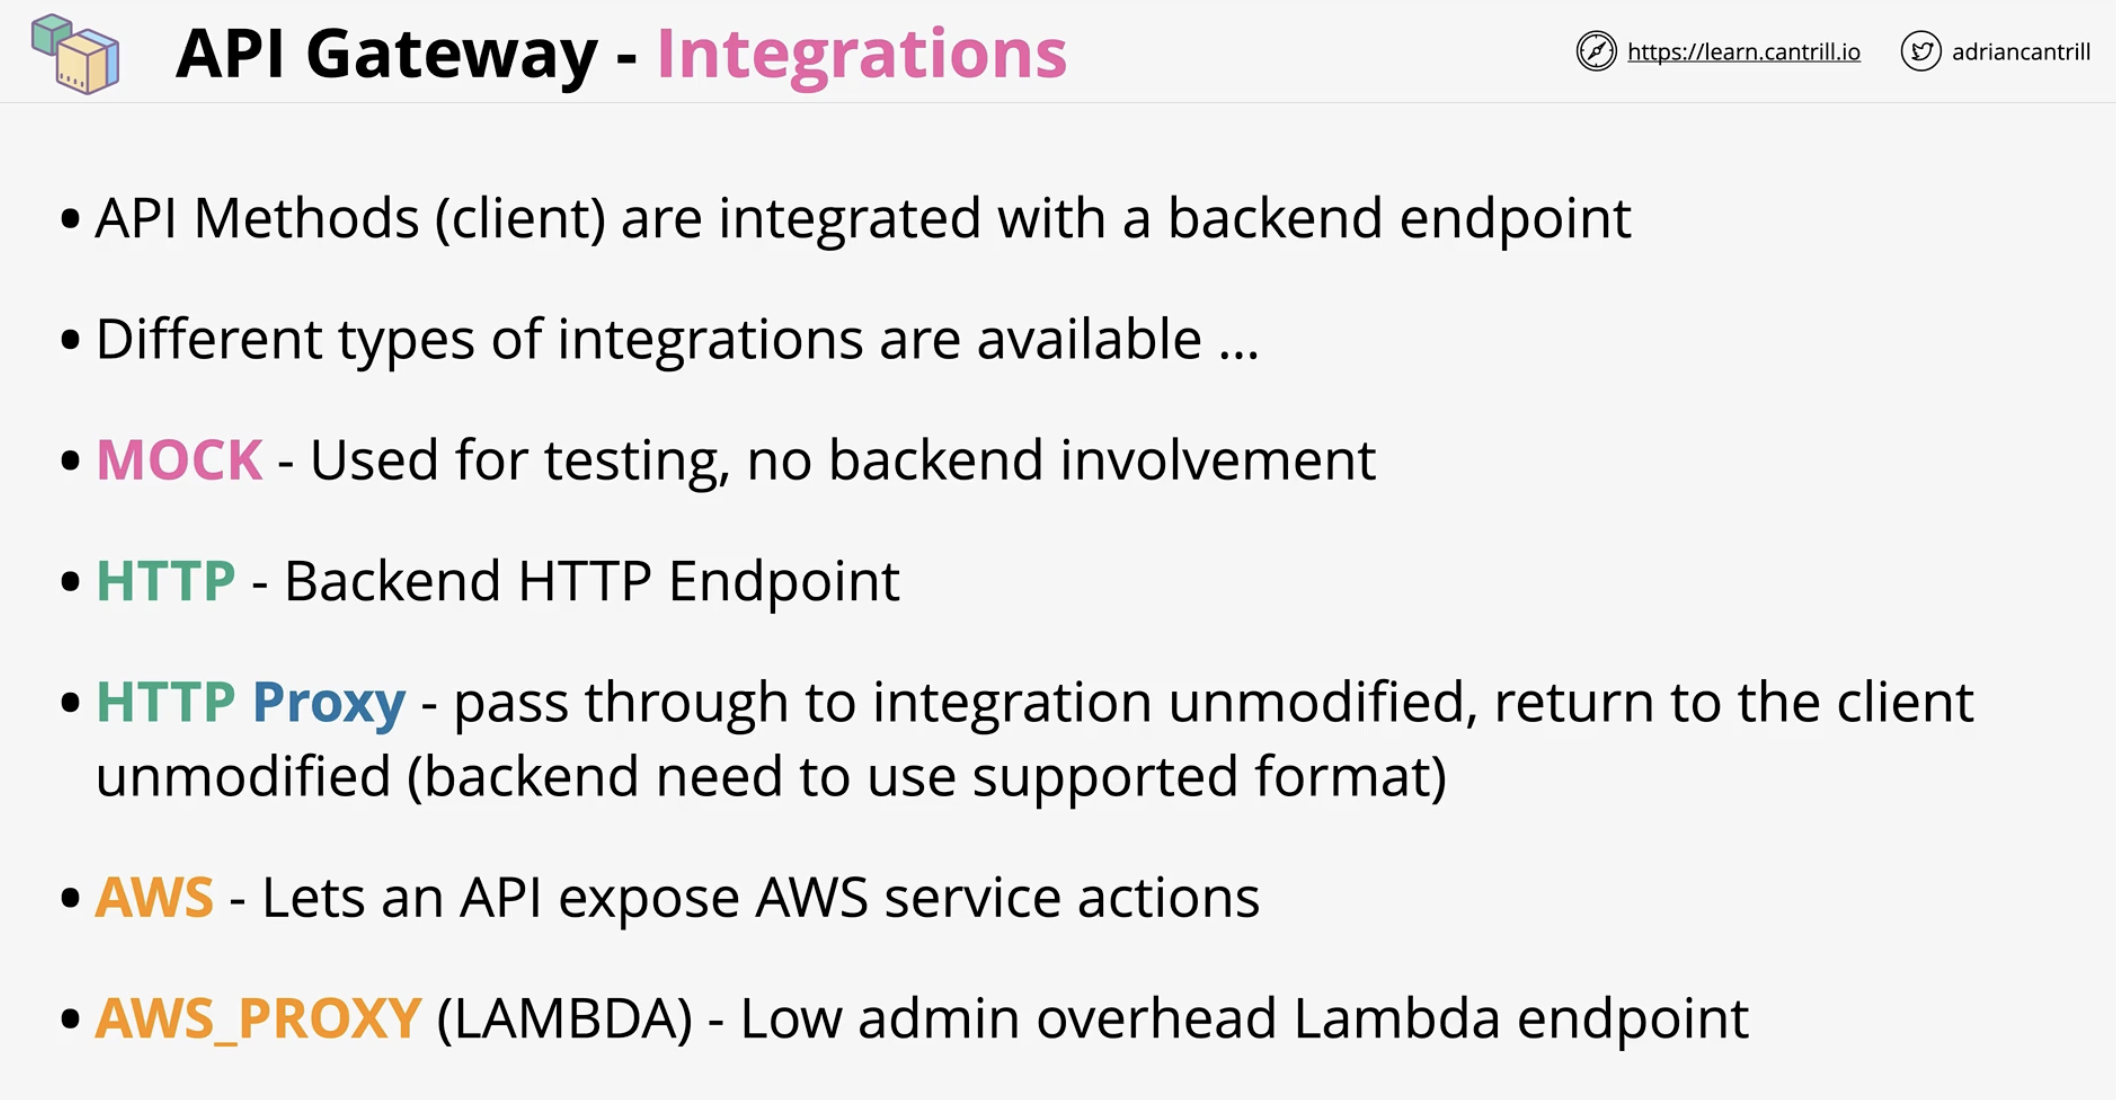 API Gateway - Integrations
https://learn.cantrill.io
adriancantrill
• API Methods (client) are integrated with a backend endpoint
• Different types of integrations are available ...
• MOCK - Used for testing, no backend involvement
• HTTP - Backend HTTP Endpoint
• HTTP Proxy - pass through to integration unmodified, return to the client
unmodified (backend need to use supported format)
• AWS - Lets an API expose AWS service actions
• AWS_PROXY (LAMBDA) - Low admin overhead Lambda endpoint